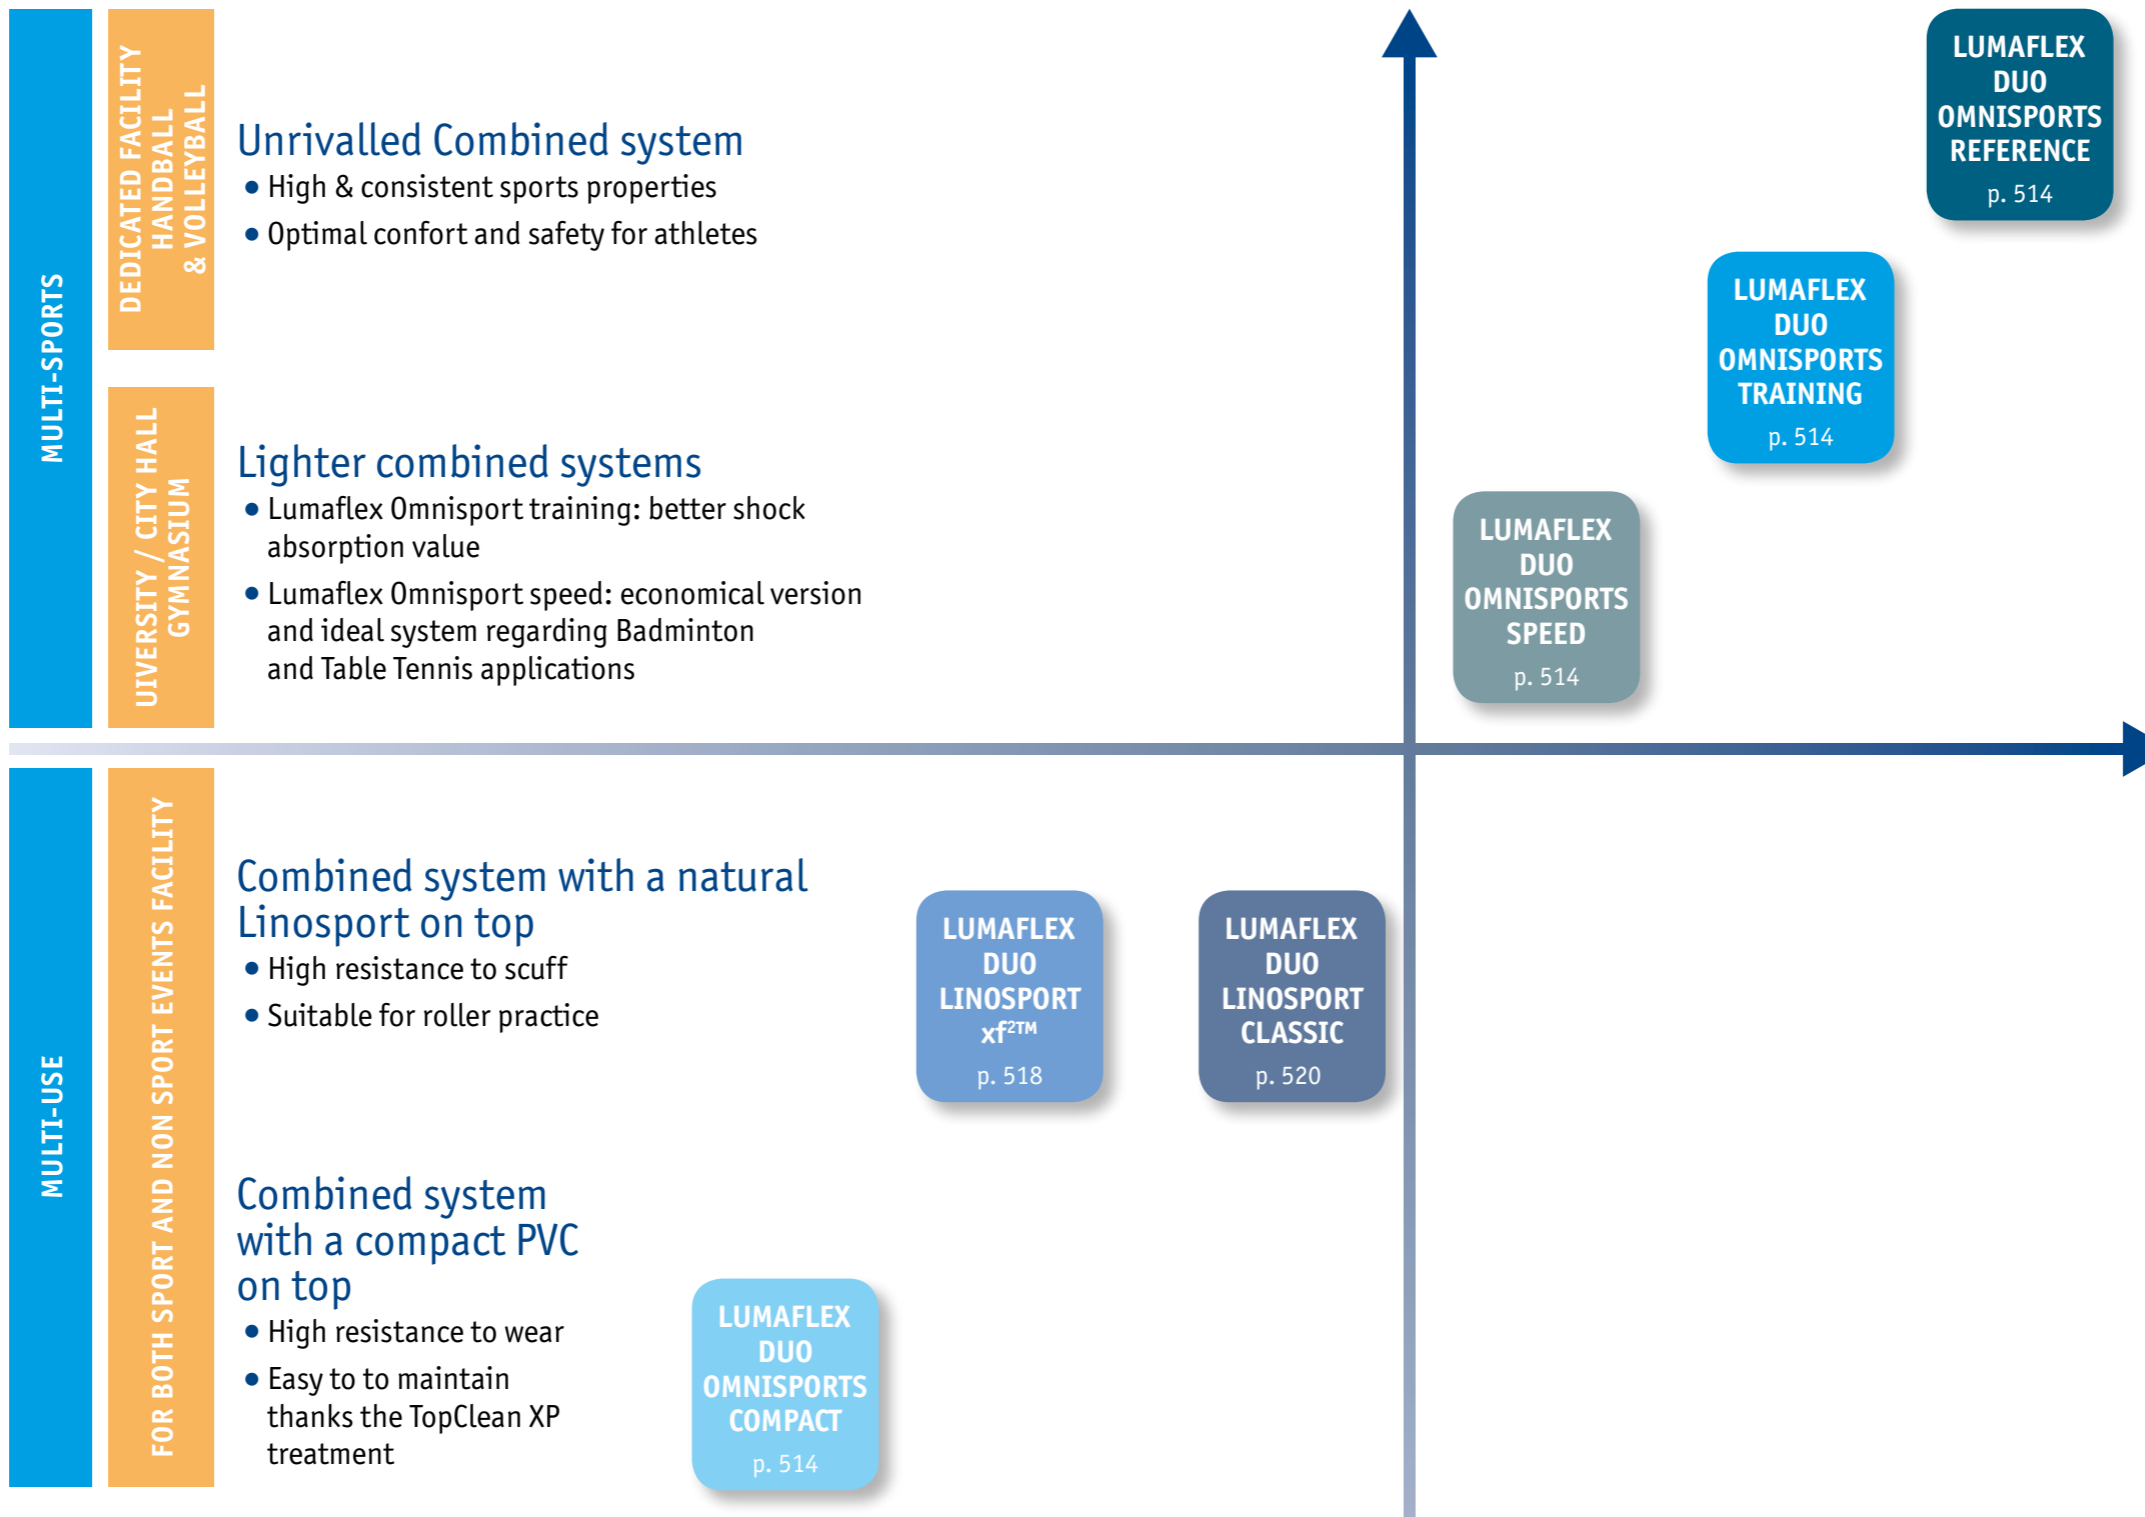 MULTI-SPORTS
DEDICATED FACILITY
HANDBALL
& VOLLEYBALL
Unrivalled Combined system
• High & consistent sports properties
• Optimal confort and safety for athletes
LUMAFLEX
DUO
OMNISPORTS
REFERENCE
p. 514
LUMAFLEX
DUO
OMNISPORTS
TRAINING
p. 514
UIVERSITY / CITY HALL
GYMNASIUM
Lighter combined systems
• Lumaflex Omnisport training: better shock
absorption value
• Lumaflex Omnisport speed: economical version
and ideal system regarding Badminton
and Table Tennis applications
LUMAFLEX
DUO
OMNISPORTS
SPEED
p. 514
MULTI-USE
FOR BOTH SPORT AND NON SPORT EVENTS FACILITY
Combined system with a natural
Linosport on top
• High resistance to scuff
• Suitable for roller practice
LUMAFLEX
DUO
LINOSPORT
xf²™
p. 518
LUMAFLEX
DUO
LINOSPORT
CLASSIC
p. 520
Combined system
with a compact PVC
on top
• High resistance to wear
• Easy to to maintain
thanks the TopClean XP
treatment
LUMAFLEX
DUO
OMNISPORTS
COMPACT
p. 514